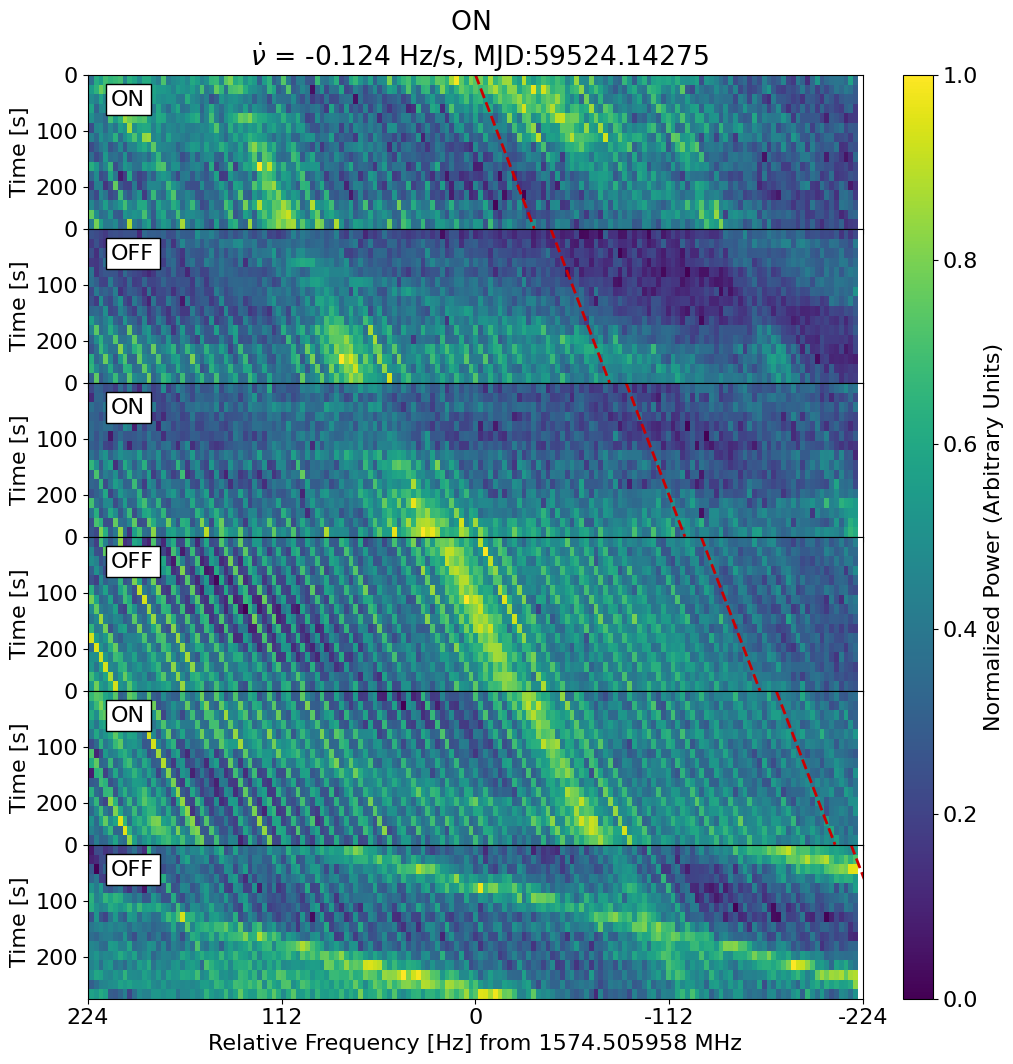 ON
ν̇ = -0.124 Hz/s, MJD:59524.14275
0
ON
100
Time [s]
200
0
OFF
100
Time [s]
200
0
ON
100
Time [s]
200
0
OFF
100
Time [s]
200
0
ON
100
Time [s]
200
0
OFF
100
Time [s]
200
224 112 0 -112 -224
Relative Frequency [Hz] from 1574.505958 MHz
1.0
0.8
0.6
0.4
0.2
0.0
Normalized Power (Arbitrary Units)